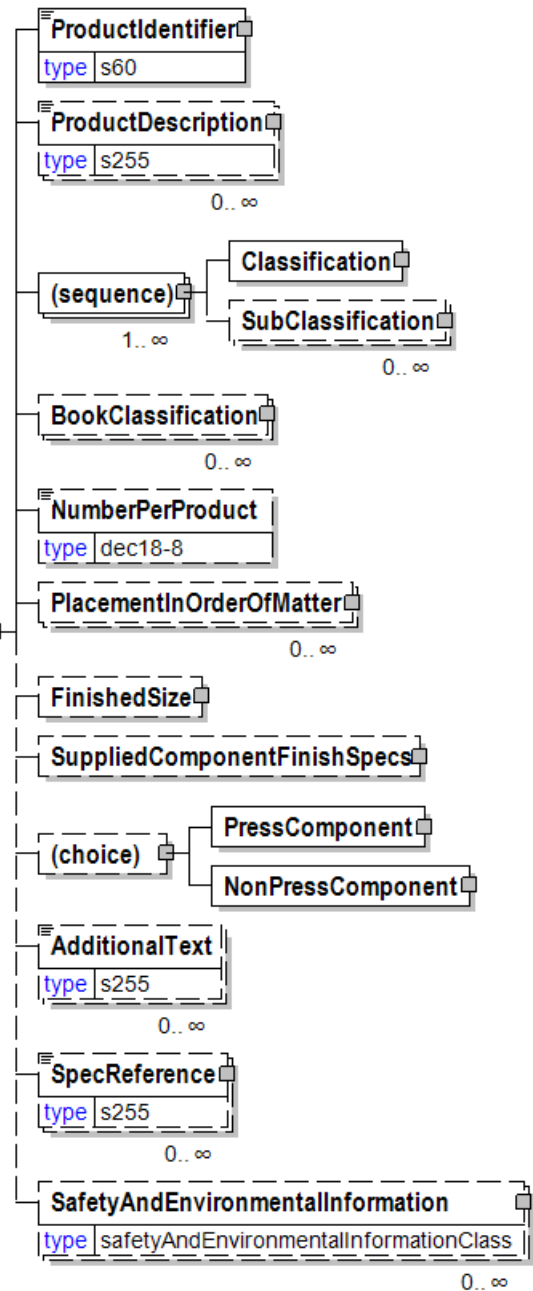 ProductIdentifier
type s60
ProductDescription
type s255
0.. ∞
Classification
(sequence)
SubClassification
1.. ∞
0.. ∞
BookClassification
0.. ∞
NumberPerProduct
type dec18-8
PlacementInOrderOfMatter
0.. ∞
FinishedSize
SuppliedComponentFinishSpecs
PressComponent
(choice)
NonPressComponent
AdditionalText
type s255
0.. ∞
SpecReference
type s255
0.. ∞
SafetyAndEnvironmentalInformation
type safetyAndEnvironmentalInformationClass
0.. ∞